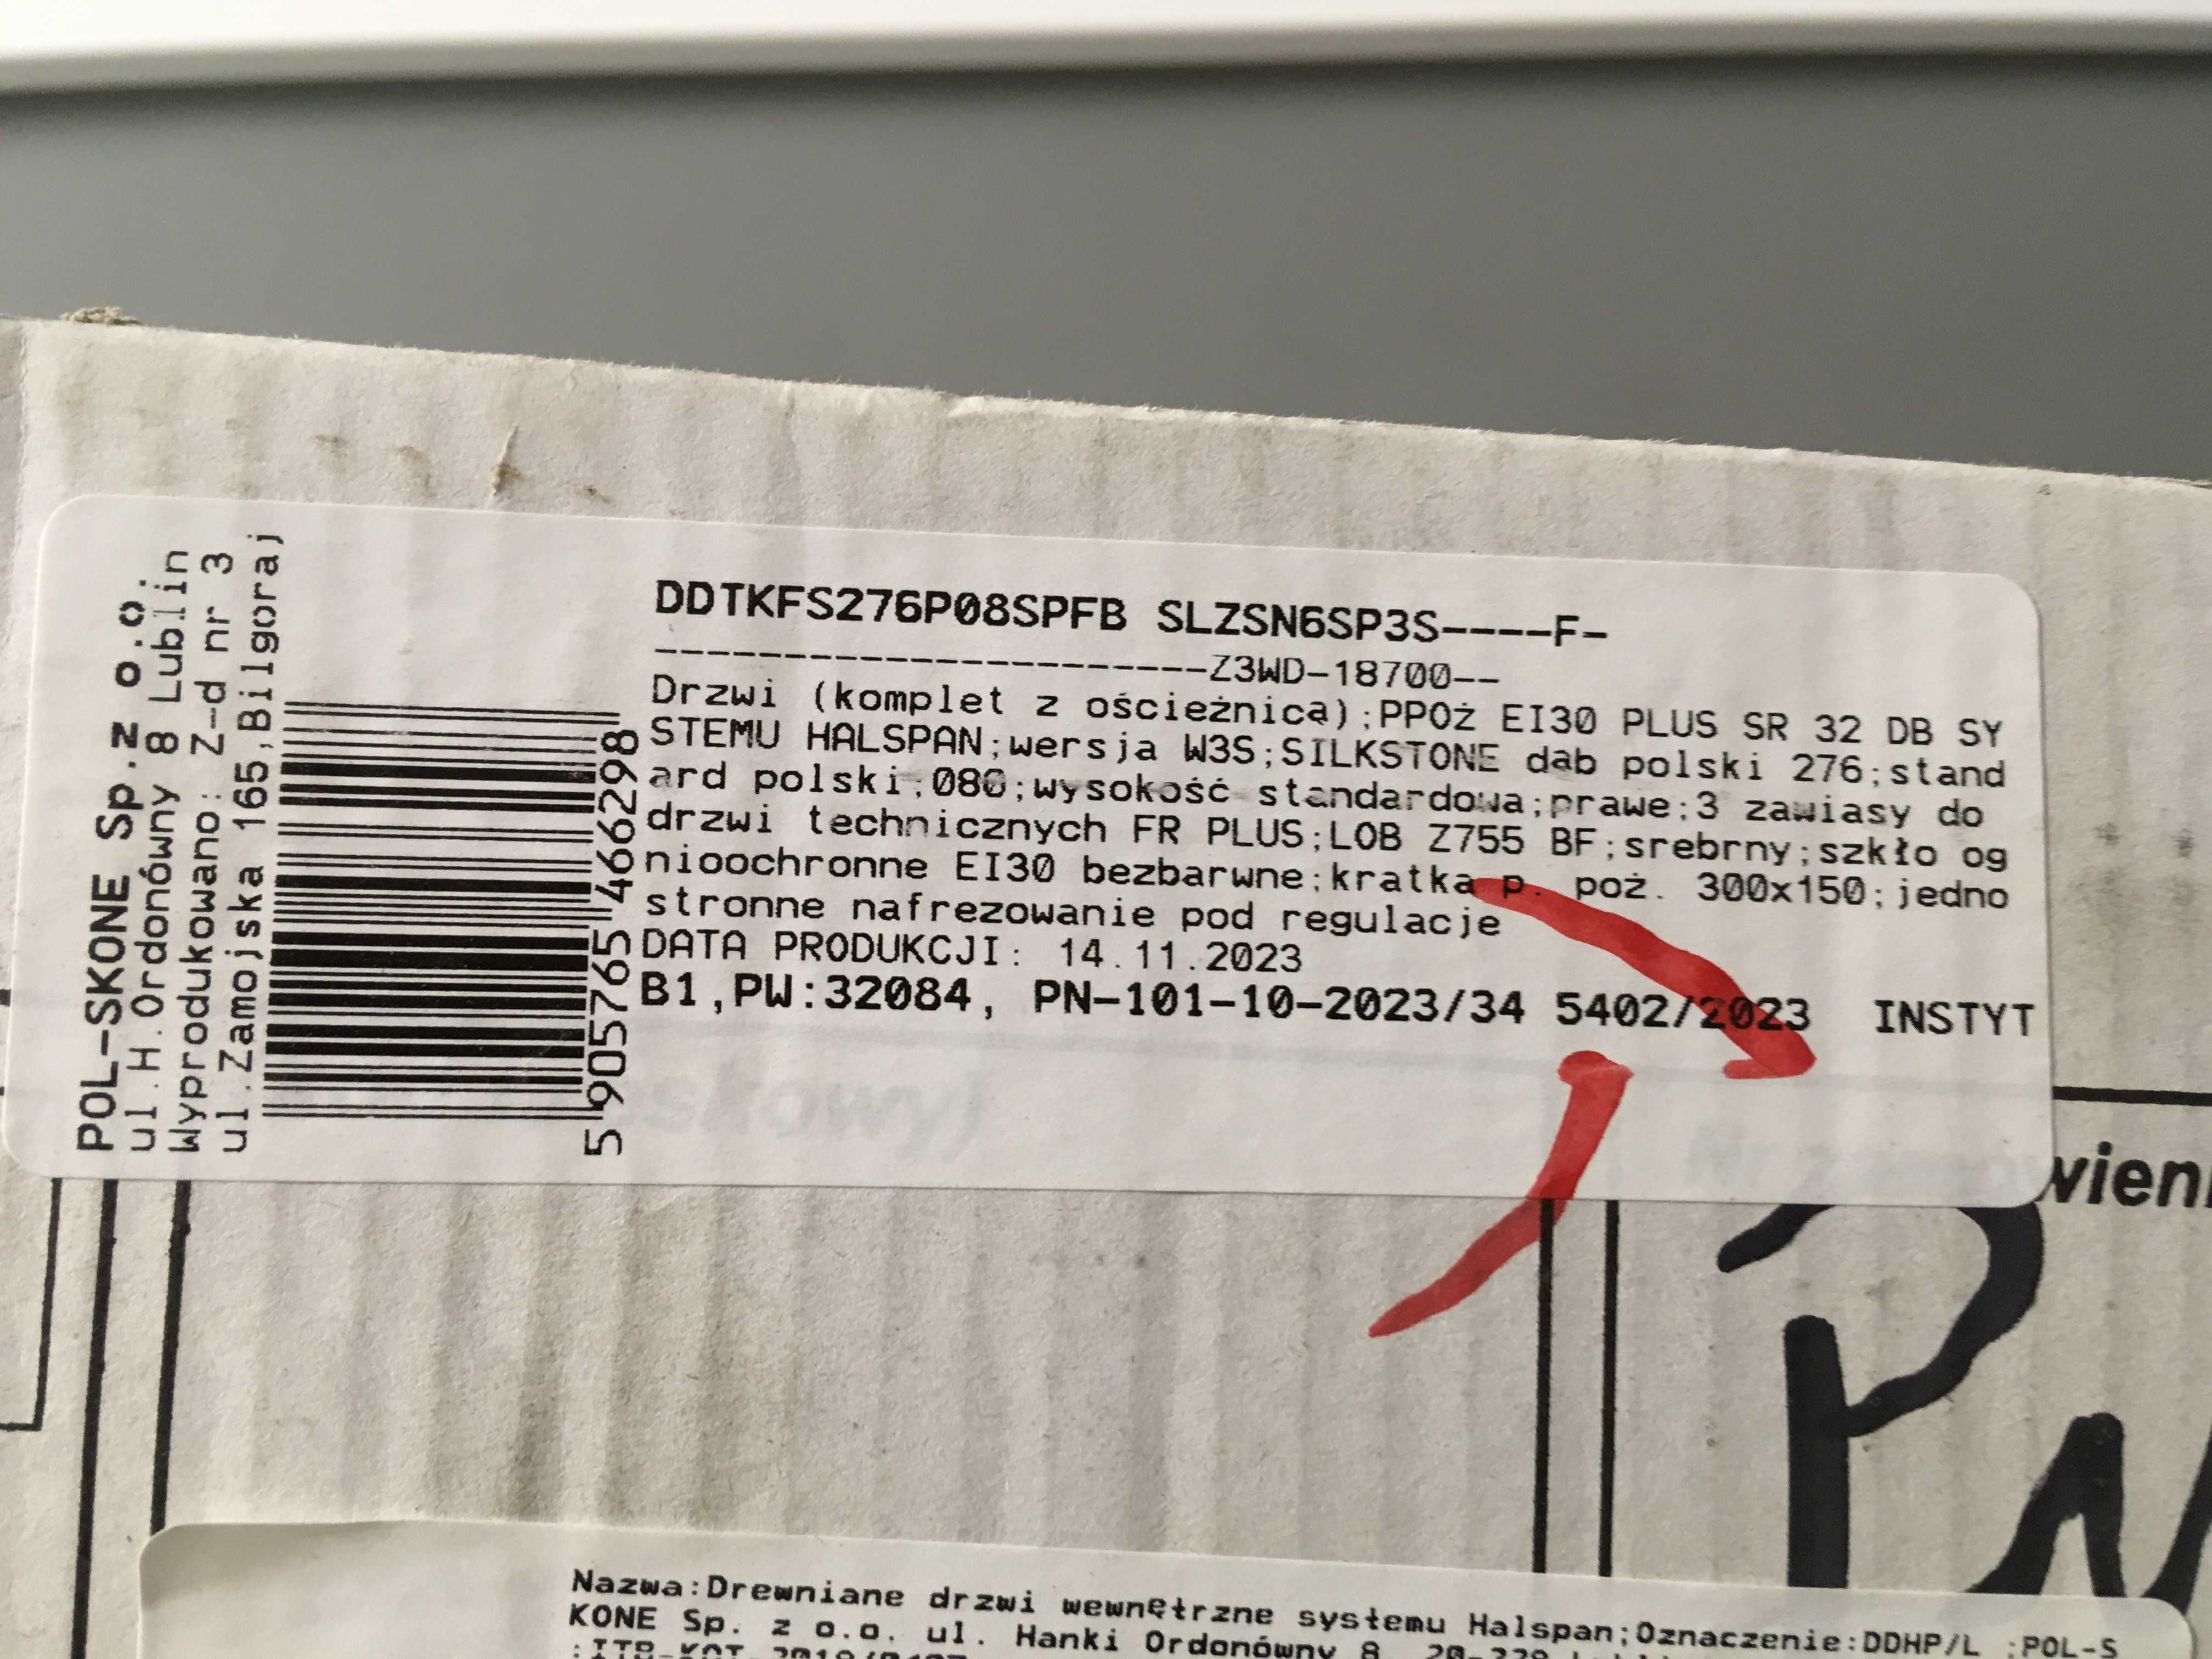 POL-SKONE Sp.z o.o.
ul.H.Ordonówny 8 Lublin
Wyprodukowano: Z-d nr 3
ul.Zamojska 165,Bilgoraj
5 905765 466298
DDTKFS276P08SPFB SLZSN6SP3S----F-
----------------------Z3WD-18700--
Drzwi (komplet z ościeżnica);PPOż EI30 PLUS SR 32 DB SY
STEMU HALSPAN;wersja W3S;SILKSTONE dab polski 276;stand
ard polski;080;wysokość standardowa;prawe;3 zawiasy do
drzwi technicznych FR PLUS;LOB Z755 BF;srebrny;szkło og
nioochronne EI30 bezbarwne;kratka p. poż. 300x150;jedno
stronne nafrezowanie pod regulacje
DATA PRODUKCJI: 14.11.2023
B1,PW:32084, PN-101-10-2023/34 5402/2023 INSTYT
wieni
Nazwa:Drewniane drzwi wewnętrzne systemu Halspan;Oznaczenie:DDHP/L ;POL-S
KONE Sp. z o.o. ul. Hanki Ordonówny 8,